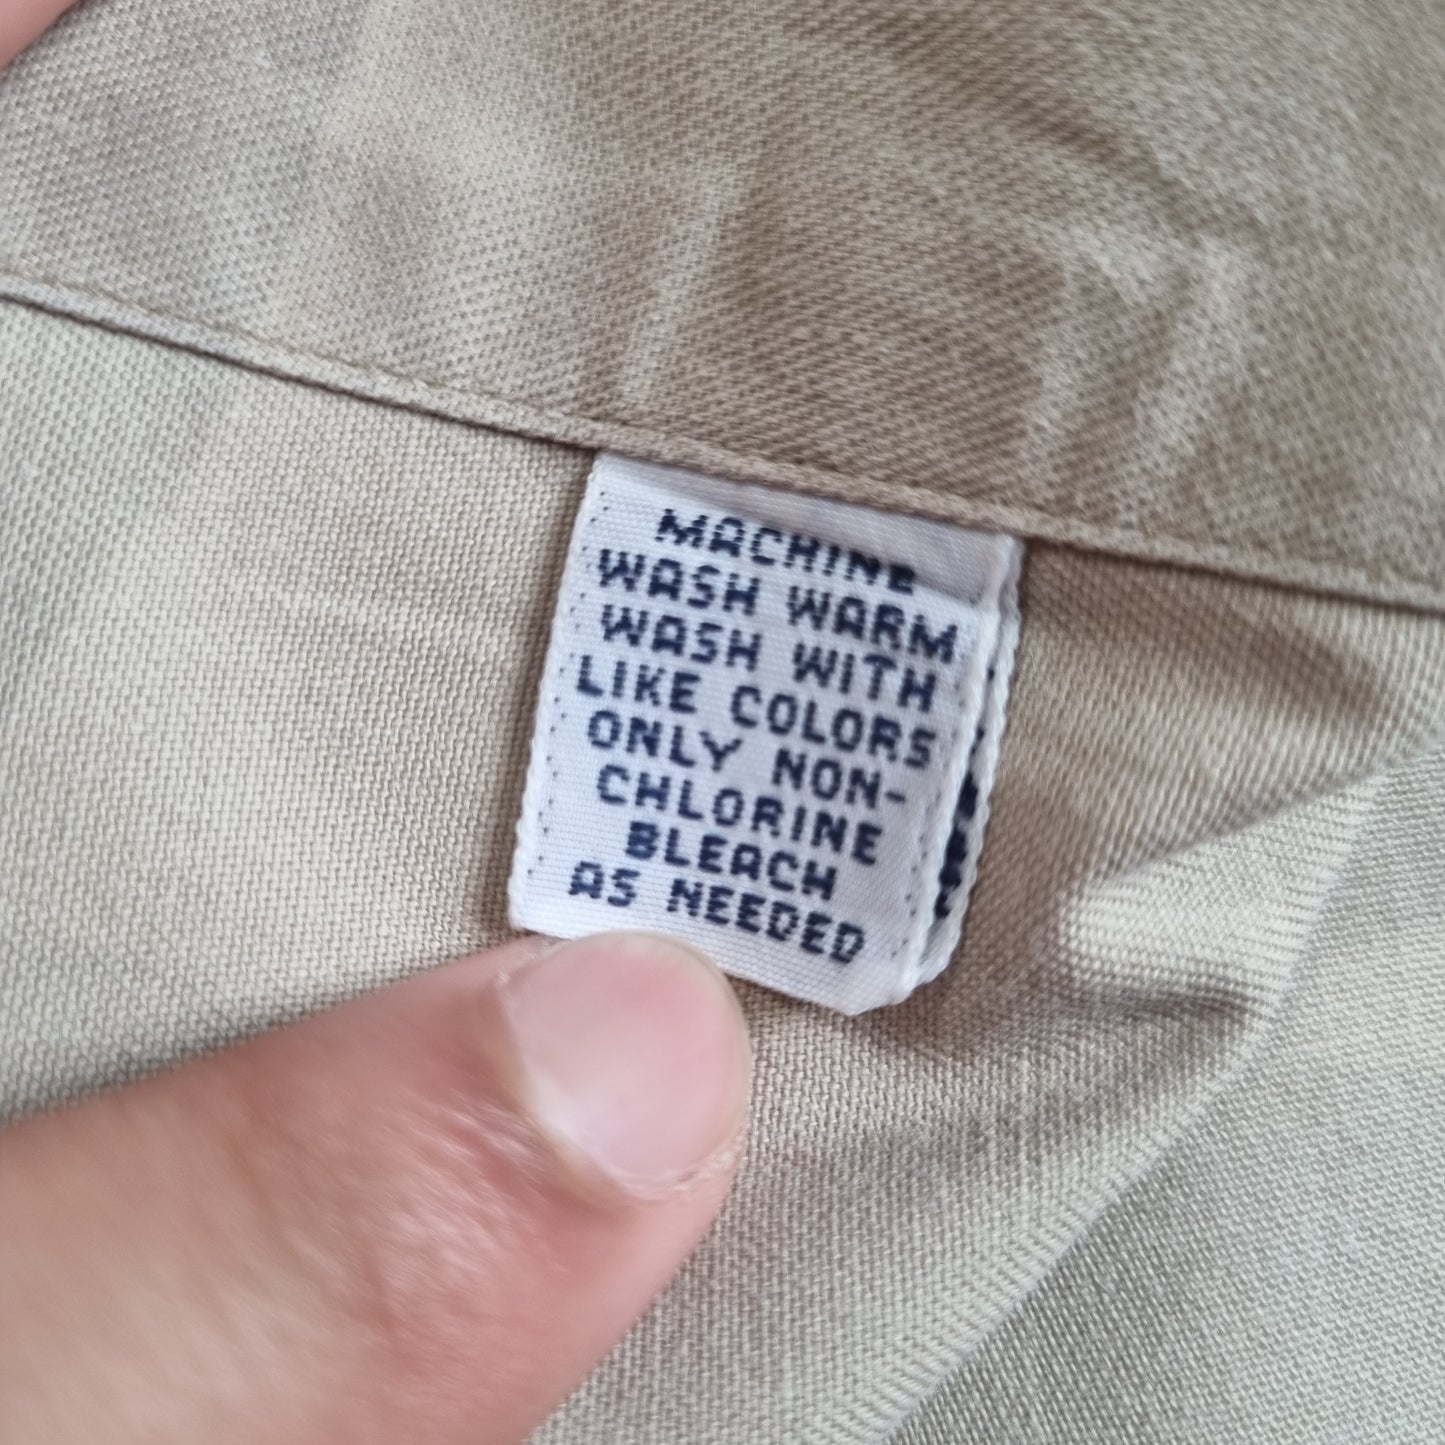 MACHINE
WASH WARM
WASH WITH
LIKE COLORS
ONLY NON-
CHLORINE
BLEACH
AS NEEDED